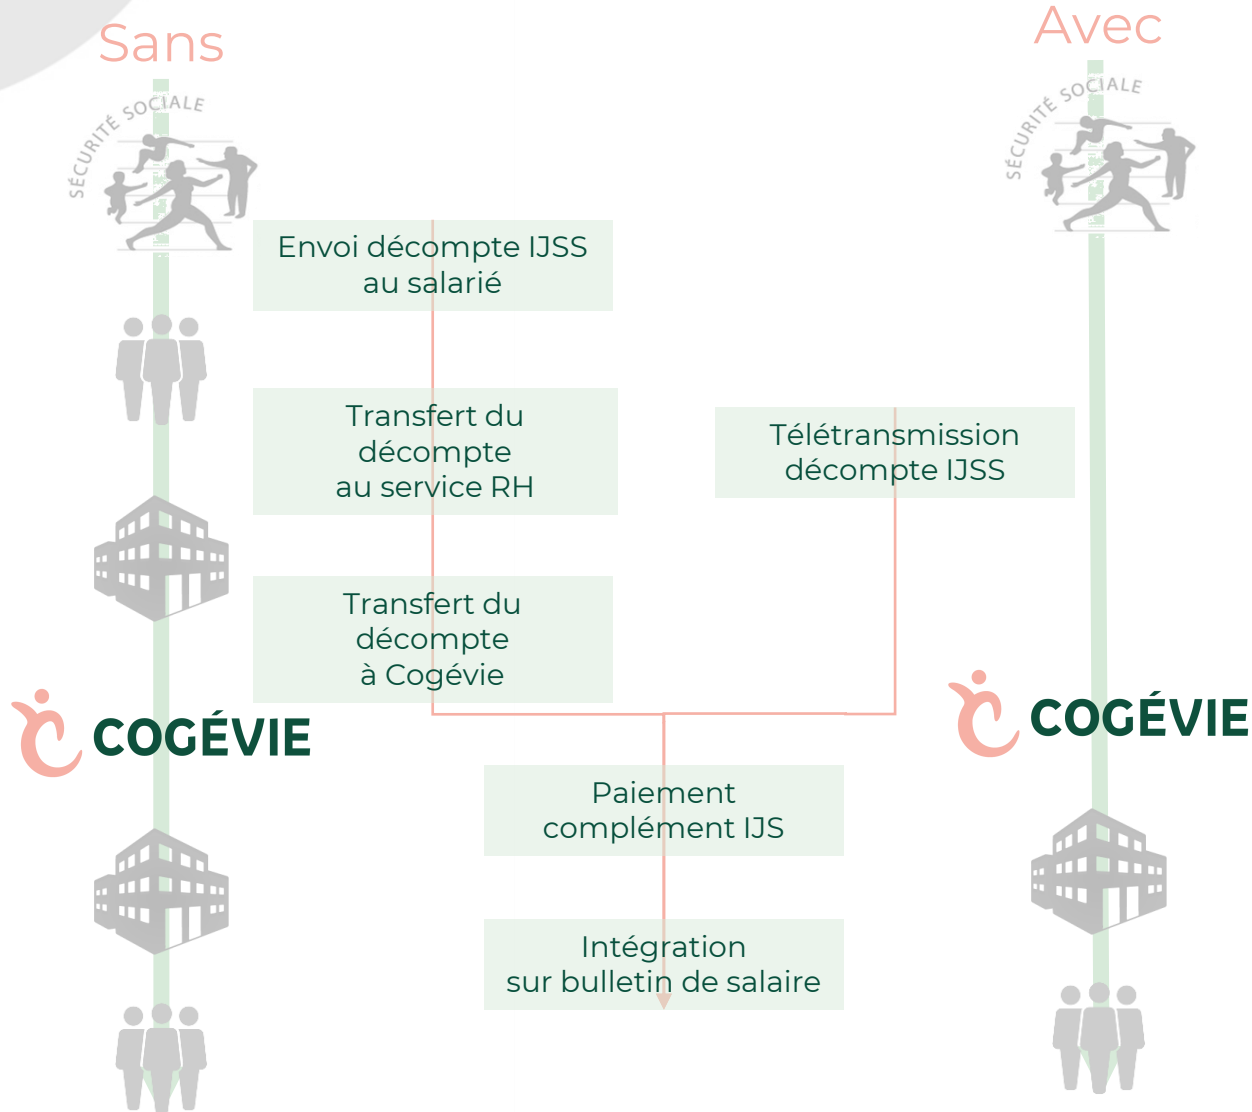 Sans
Avec
SÉCURITÉ SOCIALE
SÉCURITÉ SOCIALE
Envoi décompte IJSS
au salarié
Transfert du
décompte
au service RH
Télétransmission
décompte IJSS
Transfert du
décompte
à Cogévie
COGÉVIE
COGÉVIE
Paiement
complément IJS
Intégration
sur bulletin de salaire